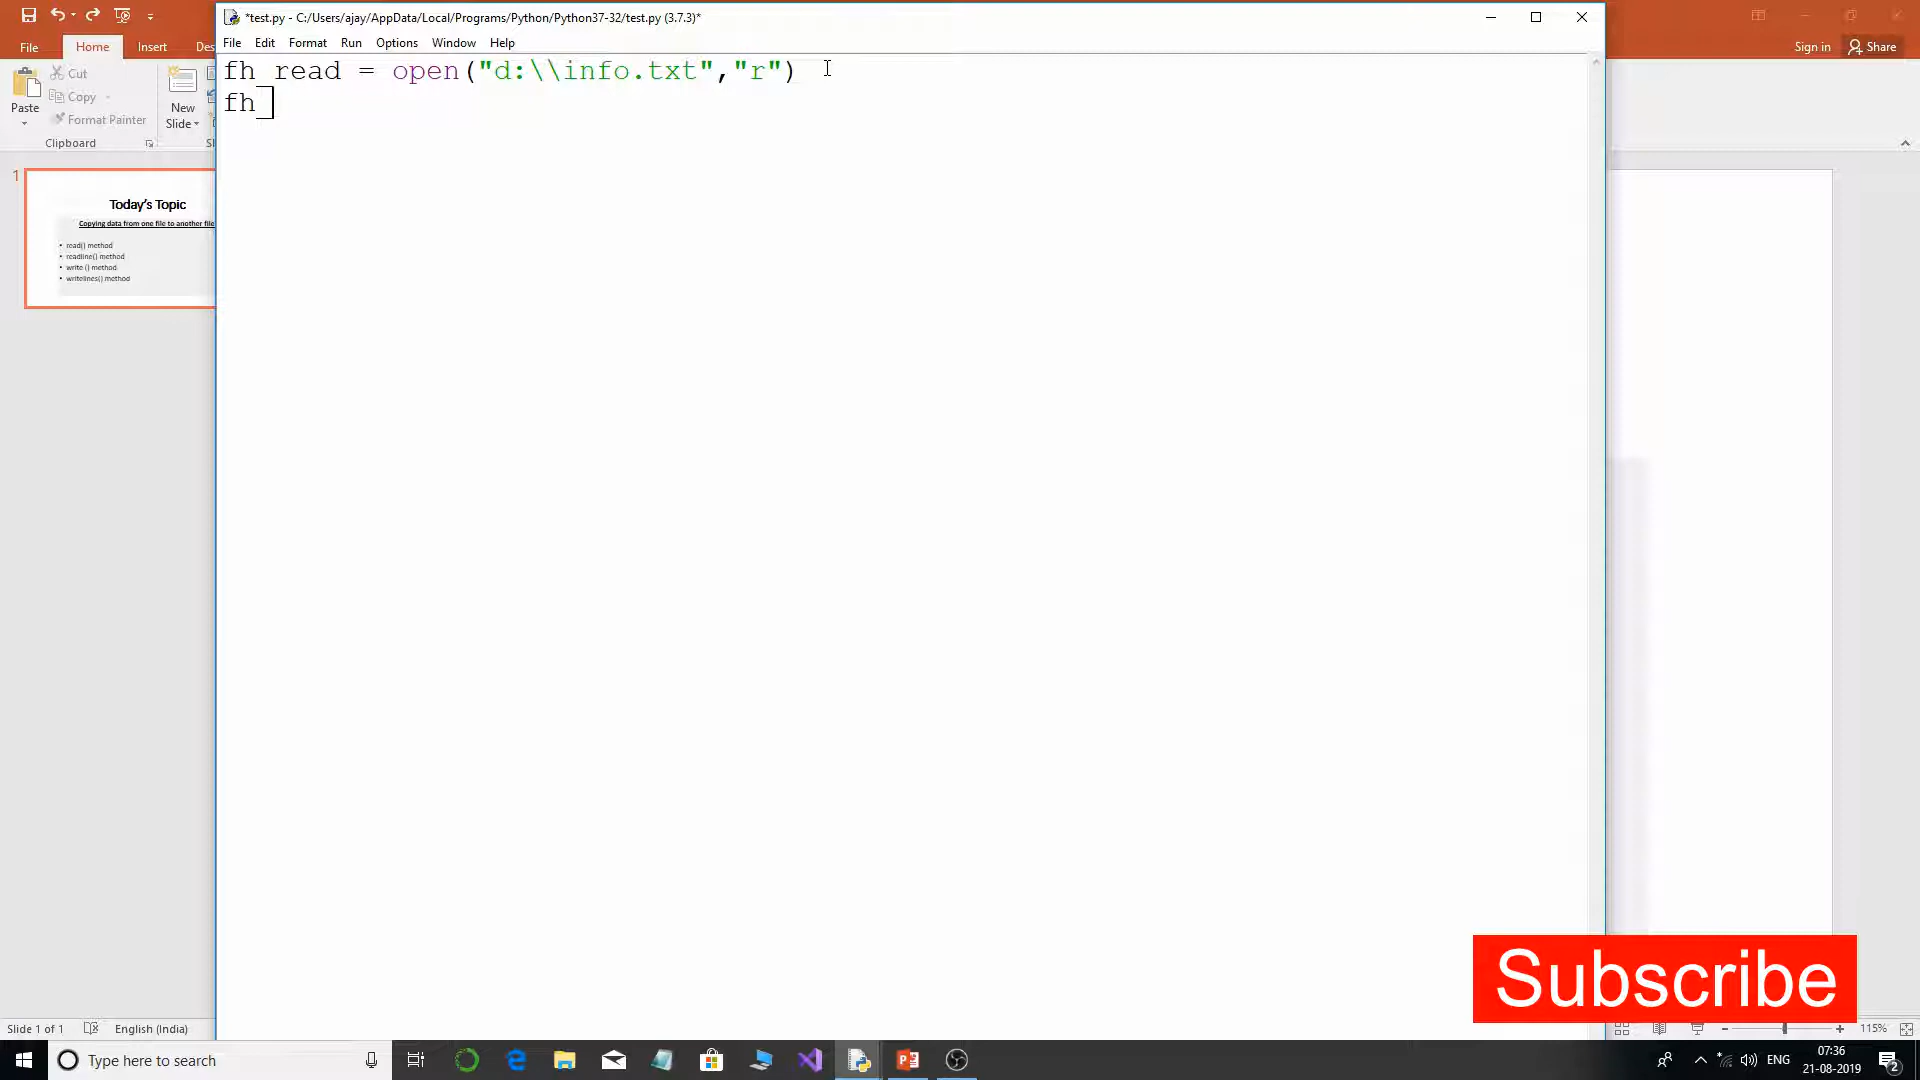 *test.py - C:/Users/ajay/AppData/Local/Programs/Python/Python37-32/test.py (3.7.3)*
File Edit Format Run Options Window Help
fh_read = open("d:\\info.txt","r")
fh_
File Home Insert Des
Sign in Share
Paste
Cut
Copy
Format Painter
Clipboard
New
Slide
1
Today's Topic
Copying data from one file to another file
• read() method
• readline() method
• write () method
• writelines() method
Subscribe
Slide 1 of 1 English (India) 115%
Type here to search
ENG
07:36
21-08-2019
2